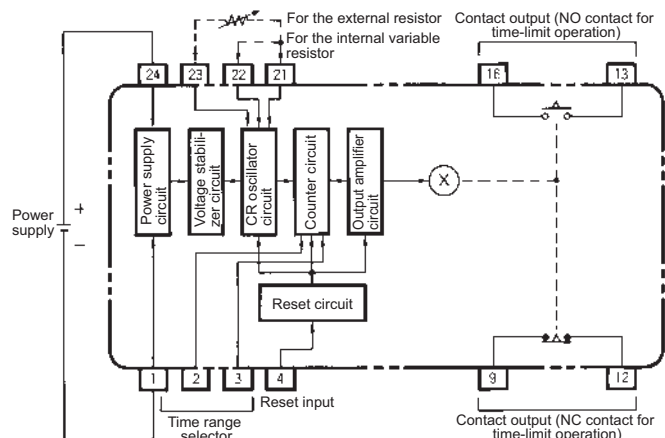 For the external resistor
For the internal variable
resistor
Contact output (NO contact for
time-limit operation)
24
23
22
21
16
13
Power supply
circuit
Voltage stabili-
zer circuit
CR oscillator
circuit
Counter circuit
Output amplifier
circuit
X
Power
supply
+
−
Reset circuit
1
2
3
4
9
12
Reset input
Time range
selector
Contact output (NC contact for
time-limit operation)